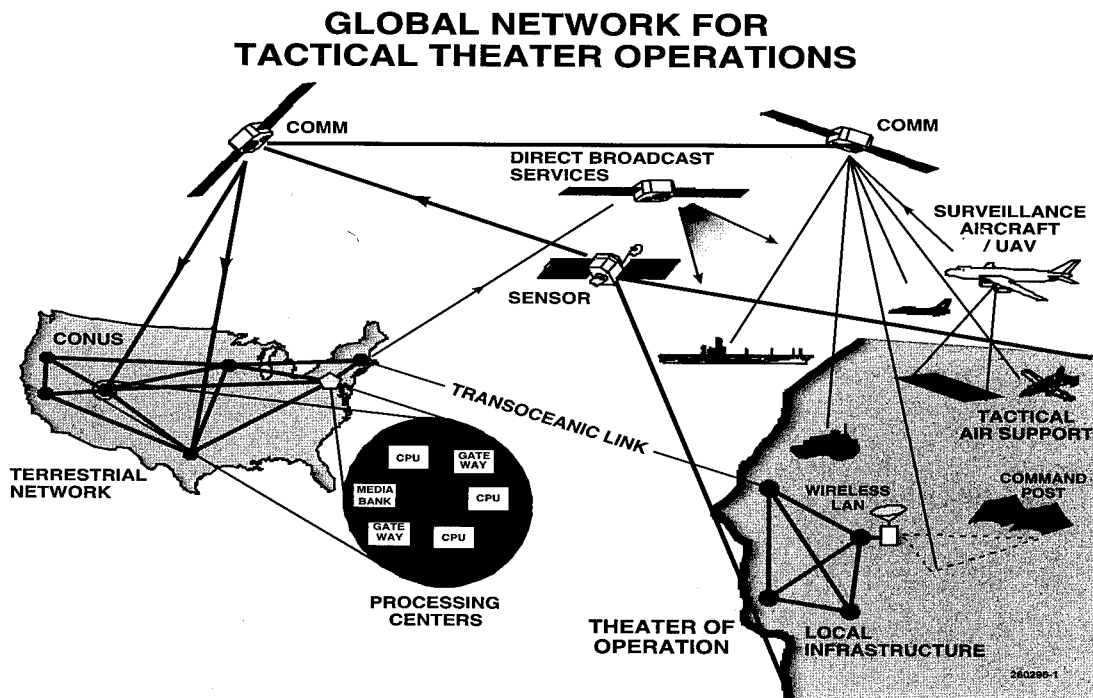 GLOBAL NETWORK FOR
TACTICAL THEATER OPERATIONS
COMM
COMM
DIRECT BROADCAST
SERVICES
SURVEILLANCE
AIRCRAFT
/ UAV
SENSOR
CONUS
TRANSOCEANIC LINK
TACTICAL
AIR SUPPORT
TERRESTRIAL
NETWORK
CPU
GATE
WAY
MEDIA
BANK
CPU
GATE
WAY
CPU
WIRELESS
LAN
COMMAND
POST
PROCESSING
CENTERS
THEATER OF
OPERATION
LOCAL
INFRASTRUCTURE
260296-1